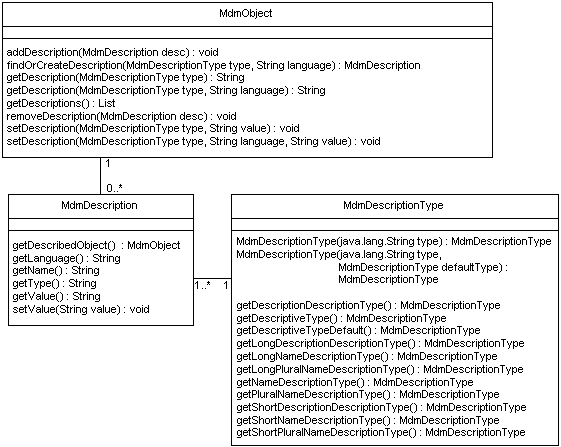 MdmObject
addDescription(MdmDescription desc) : void
findOrCreateDescription(MdmDescriptionType type, String language) : MdmDescription
getDescription(MdmDescriptionType type) : String
getDescription(MdmDescriptionType type, String language) : String
getDescriptions() : List
removeDescription(MdmDescription desc) : void
setDescription(MdmDescriptionType type, String value) : void
setDescription(MdmDescriptionType type, String language, String value) : void
1
0..*
MdmDescription
getDescribedObject() : MdmObject
getLanguage() : String
getName() : String
getType() : String
getValue() : String
setValue(String value) : void
1..*
1
MdmDescriptionType
MdmDescriptionType(java.lang.String type) : MdmDescriptionType
MdmDescriptionType(java.lang.String type,
MdmDescriptionType defaultType) :
MdmDescriptionType
getDescriptionDescriptionType() : MdmDescriptionType
getDescriptiveType() : MdmDescriptionType
getDescriptiveTypeDefault() : MdmDescriptionType
getLongDescriptionDescriptionType() : MdmDescriptionType
getLongNameDescriptionType() : MdmDescriptionType
getLongPluralNameDescriptionType() : MdmDescriptionType
getNameDescriptionType() : MdmDescriptionType
getPluralNameDescriptionType() : MdmDescriptionType
getShortDescriptionDescriptionType() : MdmDescriptionType
getShortNameDescriptionType() : MdmDescriptionType
getShortPluralNameDescriptionType() : MdmDescriptionType